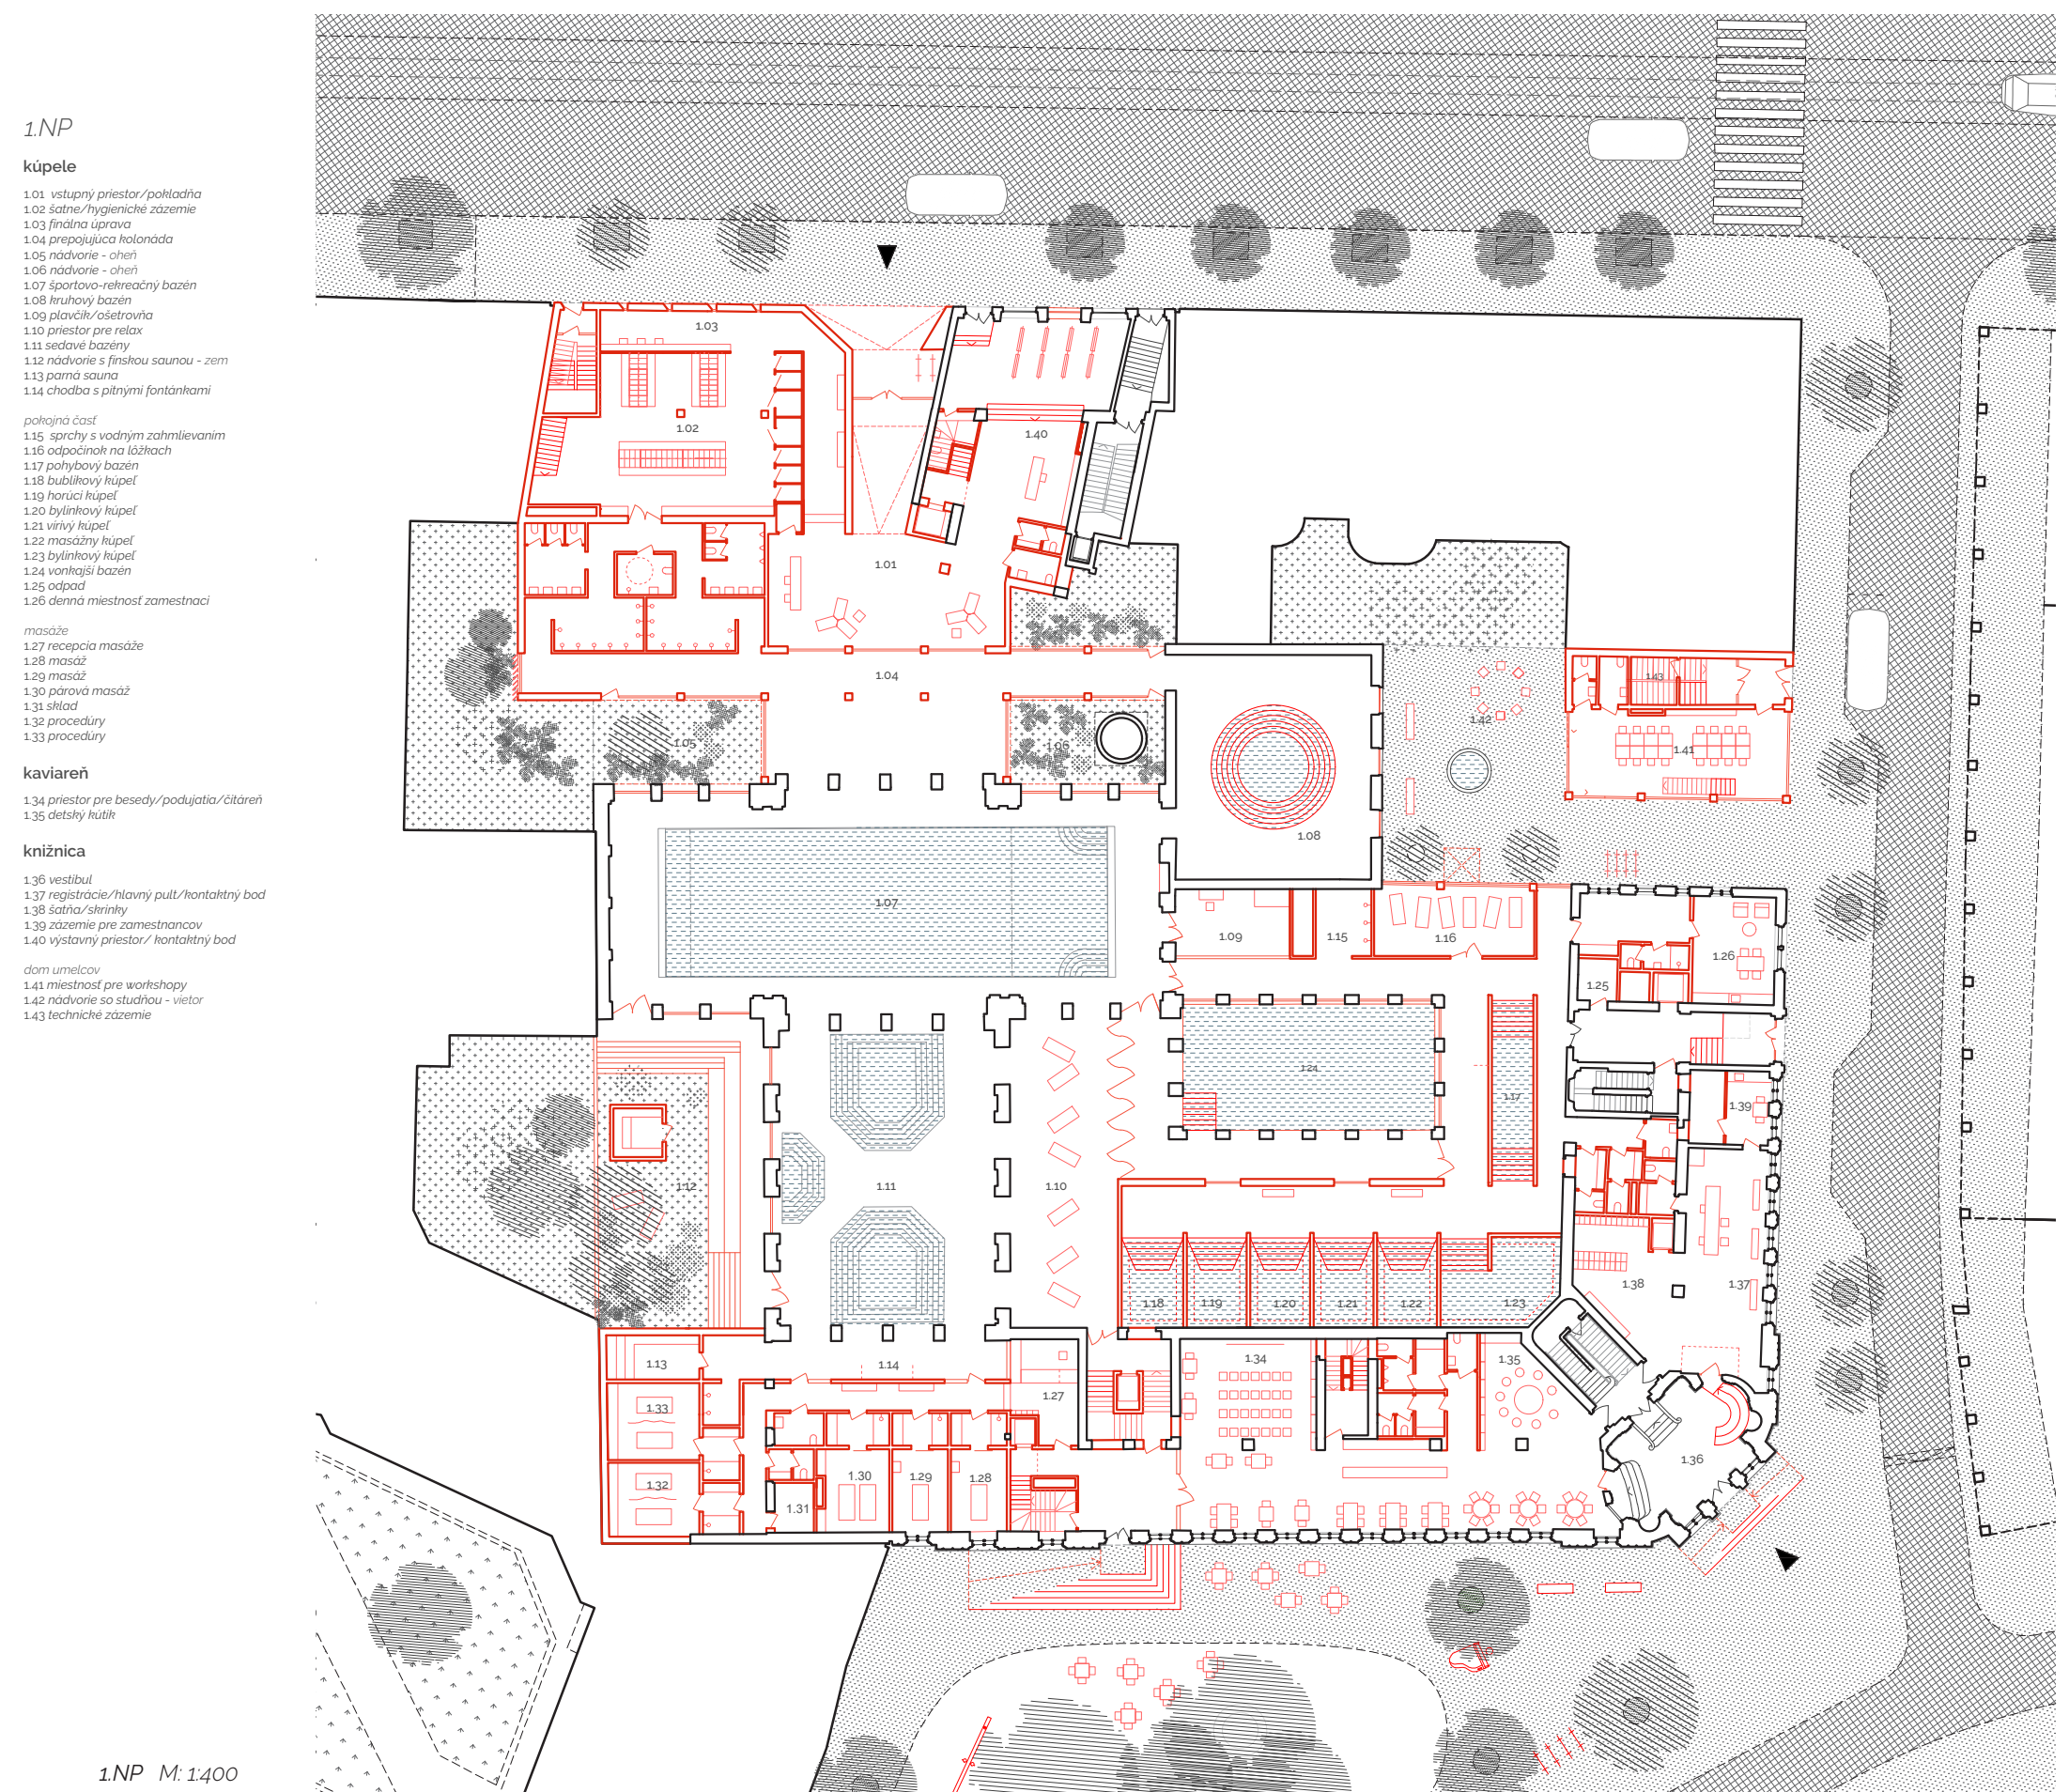 1.NP
kúpele
1.01 vstupný priestor/pokladňa
1.02 šatne/hygienické zázemie
1.03 finálna úprava
1.04 prepojujúca kolonáda
1.05 nádvorie - oheň
1.06 nádvorie - oheň
1.07 športovo-rekreačný bazén
1.08 kruhový bazén
1.09 plavčík/ošetrovňa
1.10 priestor pre relax
1.11 sedavé bazény
1.12 nádvorie s fínskou saunou - zem
1.13 parná sauna
1.14 chodba s pitnými fontánkami
pokojná časť
1.15 sprchy s vodným zahmlievaním
1.16 odpočinok na lôžkach
1.17 pohybový bazén
1.18 bublikový kúpeľ
1.19 horúci kúpeľ
1.20 bylinkový kúpeľ
1.21 vírivý kúpeľ
1.22 masážny kúpeľ
1.23 bylinkový kúpeľ
1.24 vonkajši bazén
1.25 odpad
1.26 denná miestnosť zamestnaci
masáže
1.27 recepcia masáže
1.28 masáž
1.29 masáž
1.30 párová masáž
1.31 sklad
1.32 procedúry
1.33 procedúry
kaviareň
1.34 priestor pre besedy/podujatia/čitáreň
1.35 detský kútik
knižnica
1.36 vestibul
1.37 registrácie/hlavný pult/kontaktný bod
1.38 šatňa/skrinky
1.39 zázemie pre zamestnancov
1.40 výstavný priestor/ kontaktný bod
dom umelcov
1.41 miestnosť pre workshopy
1.42 nádvorie so studňou - vietor
1.43 technické zázemie
1.NP M: 1:400
1.03
1.02
1.40
1.01
1.04
1.43
1.42
1.05
1.06
1.41
1.08
1.07
1.09
1.15
1.16
1.26
1.25
1.24
1.17
1.39
1.12
1.11
1.10
1.38
1.37
1.18
1.19
1.20
1.21
1.22
1.23
1.13
1.14
1.34
1.35
1.27
1.33
1.36
1.32
1.30
1.29
1.28
1.31